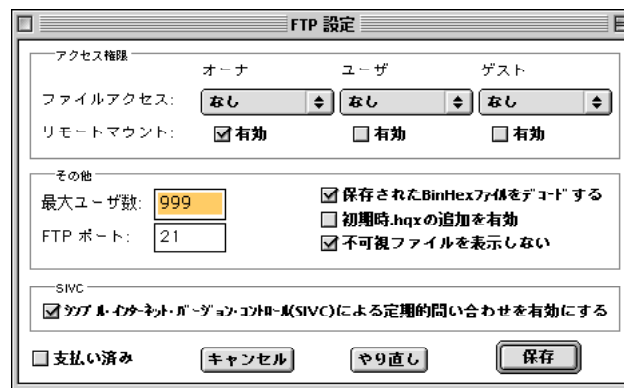 FTP 設定
アクセス権限
オーナ ユーザ ゲスト
ファイルアクセス: なし なし なし
リモートマウント: 有効 有効 有効
その他
最大ユーザ数: 999
FTP ポート: 21
保存されたBinHexファイルをデコードする
初期時.hqxの追加を有効
不可視ファイルを表示しない
SIVC
シンプル・インターネット・バージョン・コントロール(SIVC)による定期的問い合わせを有効にする
支払い済み キャンセル やり直し 保存